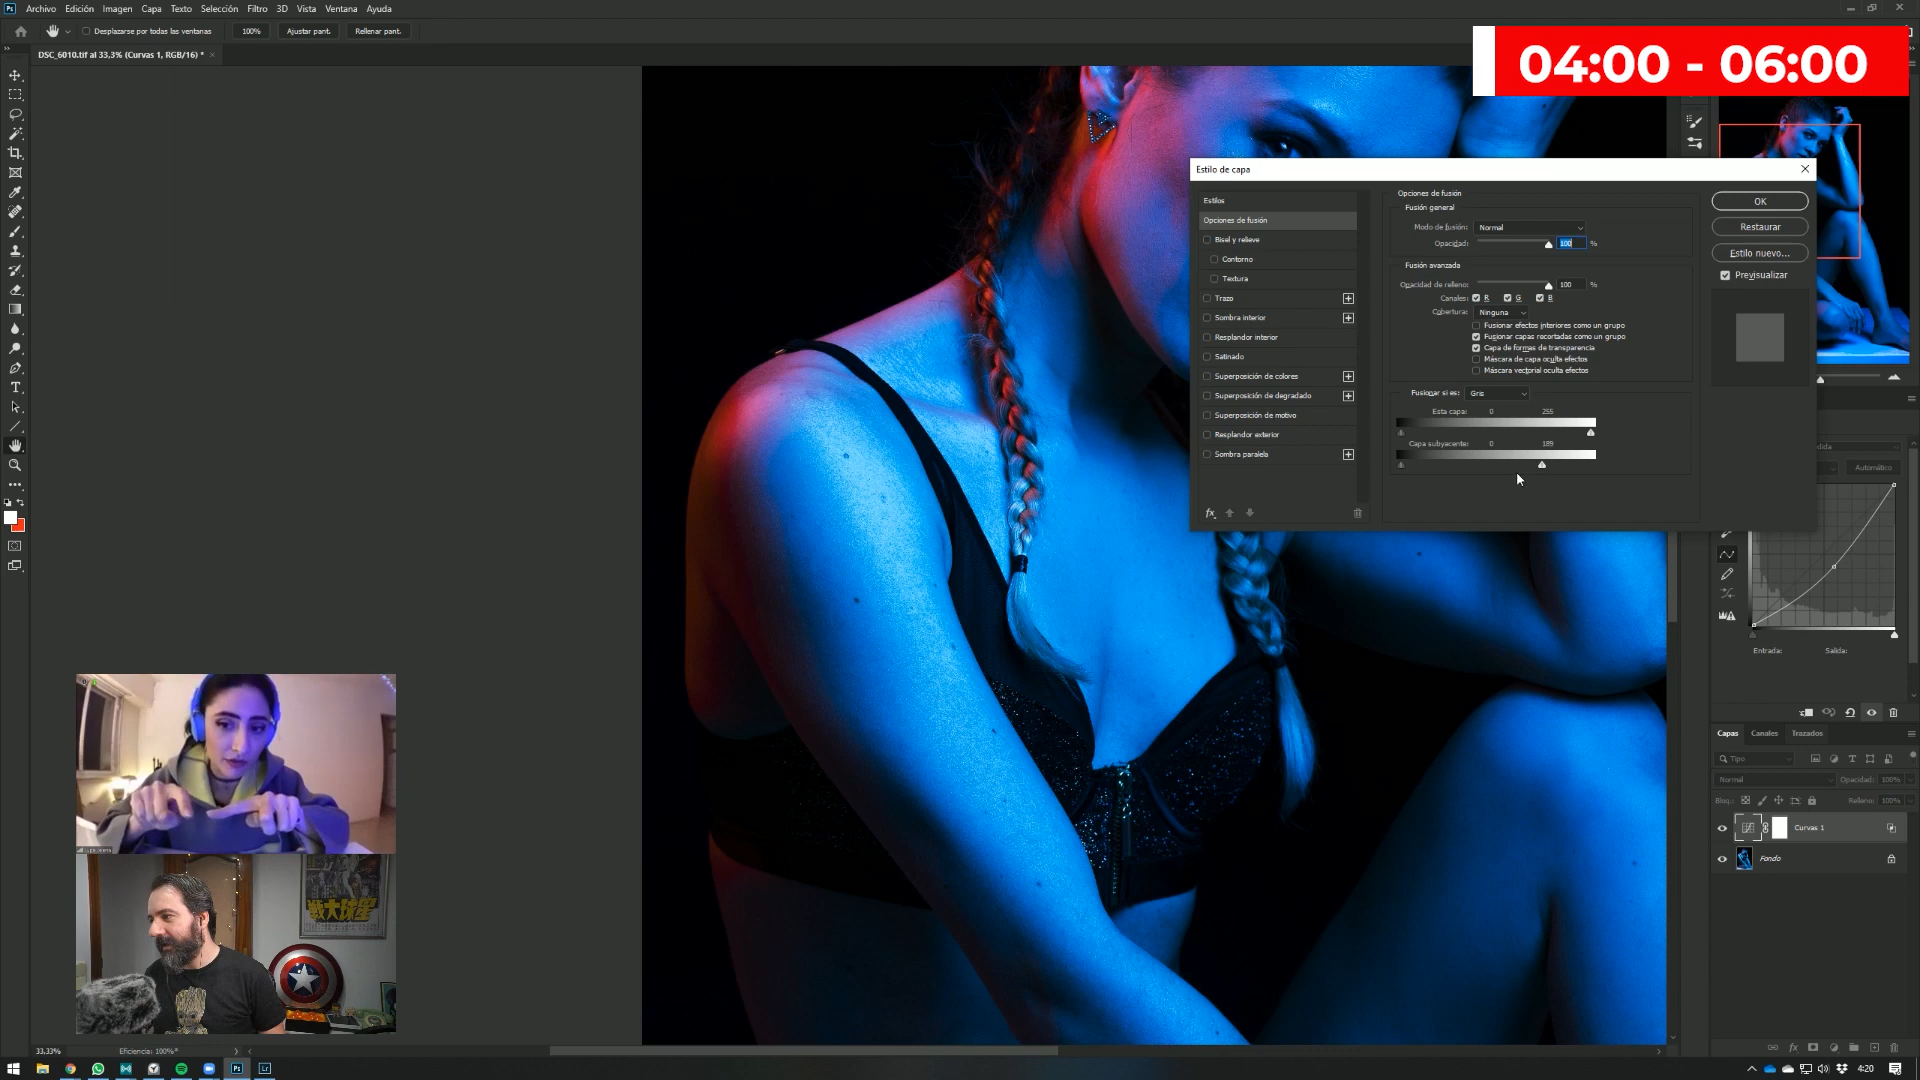 Archivo Edición Imagen Capa Texto Selección Filtro 3D Vista Ventana Ayuda
Desplazarse por todas las ventanas 100% Ajustar pant. Rellenar pant.
DSC_6010.tif al 33,3% (Curvas 1, RGB/16) *
04:00 - 06:00
Estilo de capa
Estilos
Opciones de fusión
Bisel y relieve
Contorno
Textura
Trazo
Sombra interior
Resplandor interior
Satinado
Superposición de colores
Superposición de degradado
Superposición de motivo
Resplandor exterior
Sombra paralela
Opciones de fusión
Fusión general
Modo de fusión: Normal
Opacidad: 100 %
Fusión avanzada
Opacidad de relleno: 100 %
Canales: R G B
Cobertura: Ninguna
Fusionar efectos interiores como un grupo
Fusionar capas recortadas como un grupo
Capa de formas de transparencia
Máscara de capa oculta efectos
Máscara vectorial oculta efectos
Fusionar si es: Gris
Esta capa: 0 255
Capa subyacente: 0 189
OK
Restaurar
Estilo nuevo...
Previsualizar
Automático
Entrada: Salida:
Capas Canales Trazados
Tipo
Normal Opacidad: 100%
Bloq.: Relleno: 100%
Curvas 1
Fondo
33,33% Eficiencia: 100%*
4:20